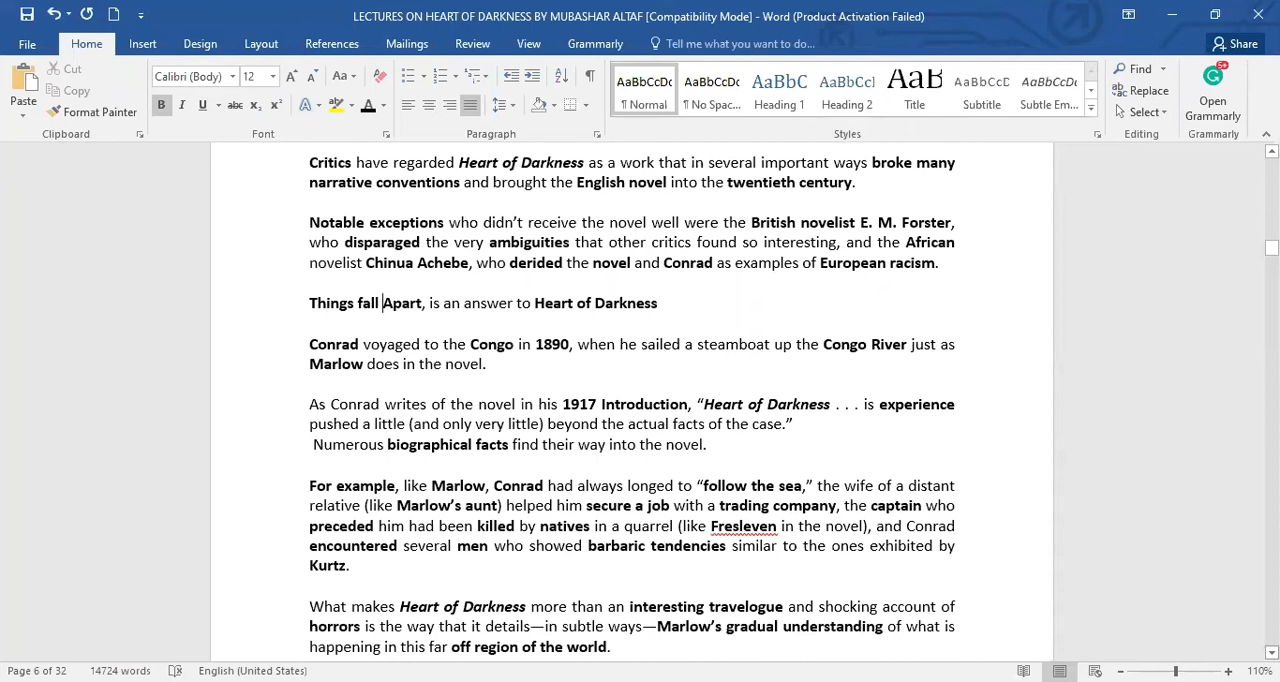 LECTURES ON HEART OF DARKNESS BY MUBASHAR ALTAF [Compatibility Mode] - Word (Product Activation Failed)
File Home Insert Design Layout References Mailings Review View Grammarly Tell me what you want to do... Share
Cut
Copy
Format Painter
Paste
Clipboard
Calibri (Body) 12
Font
Paragraph
AaBbCcDc AaBbCcDc AaBbC AaBbCcI AaB AaBbCcD AaBbCcD
¶ Normal ¶ No Spac... Heading 1 Heading 2 Title Subtitle Subtle Em...
Styles
Find
Replace
Select
Editing
5+
Open
Grammarly
Grammarly
Critics have regarded Heart of Darkness as a work that in several important ways broke many
narrative conventions and brought the English novel into the twentieth century.
Notable exceptions who didn’t receive the novel well were the British novelist E. M. Forster,
who disparaged the very ambiguities that other critics found so interesting, and the African
novelist Chinua Achebe, who derided the novel and Conrad as examples of European racism.
Things fall Apart, is an answer to Heart of Darkness
Conrad voyaged to the Congo in 1890, when he sailed a steamboat up the Congo River just as
Marlow does in the novel.
As Conrad writes of the novel in his 1917 Introduction, “Heart of Darkness . . . is experience
pushed a little (and only very little) beyond the actual facts of the case.”
Numerous biographical facts find their way into the novel.
For example, like Marlow, Conrad had always longed to “follow the sea,” the wife of a distant
relative (like Marlow’s aunt) helped him secure a job with a trading company, the captain who
preceded him had been killed by natives in a quarrel (like Fresleven in the novel), and Conrad
encountered several men who showed barbaric tendencies similar to the ones exhibited by
Kurtz.
What makes Heart of Darkness more than an interesting travelogue and shocking account of
horrors is the way that it details—in subtle ways—Marlow’s gradual understanding of what is
happening in this far off region of the world.
Page 6 of 32 14724 words English (United States) 110%